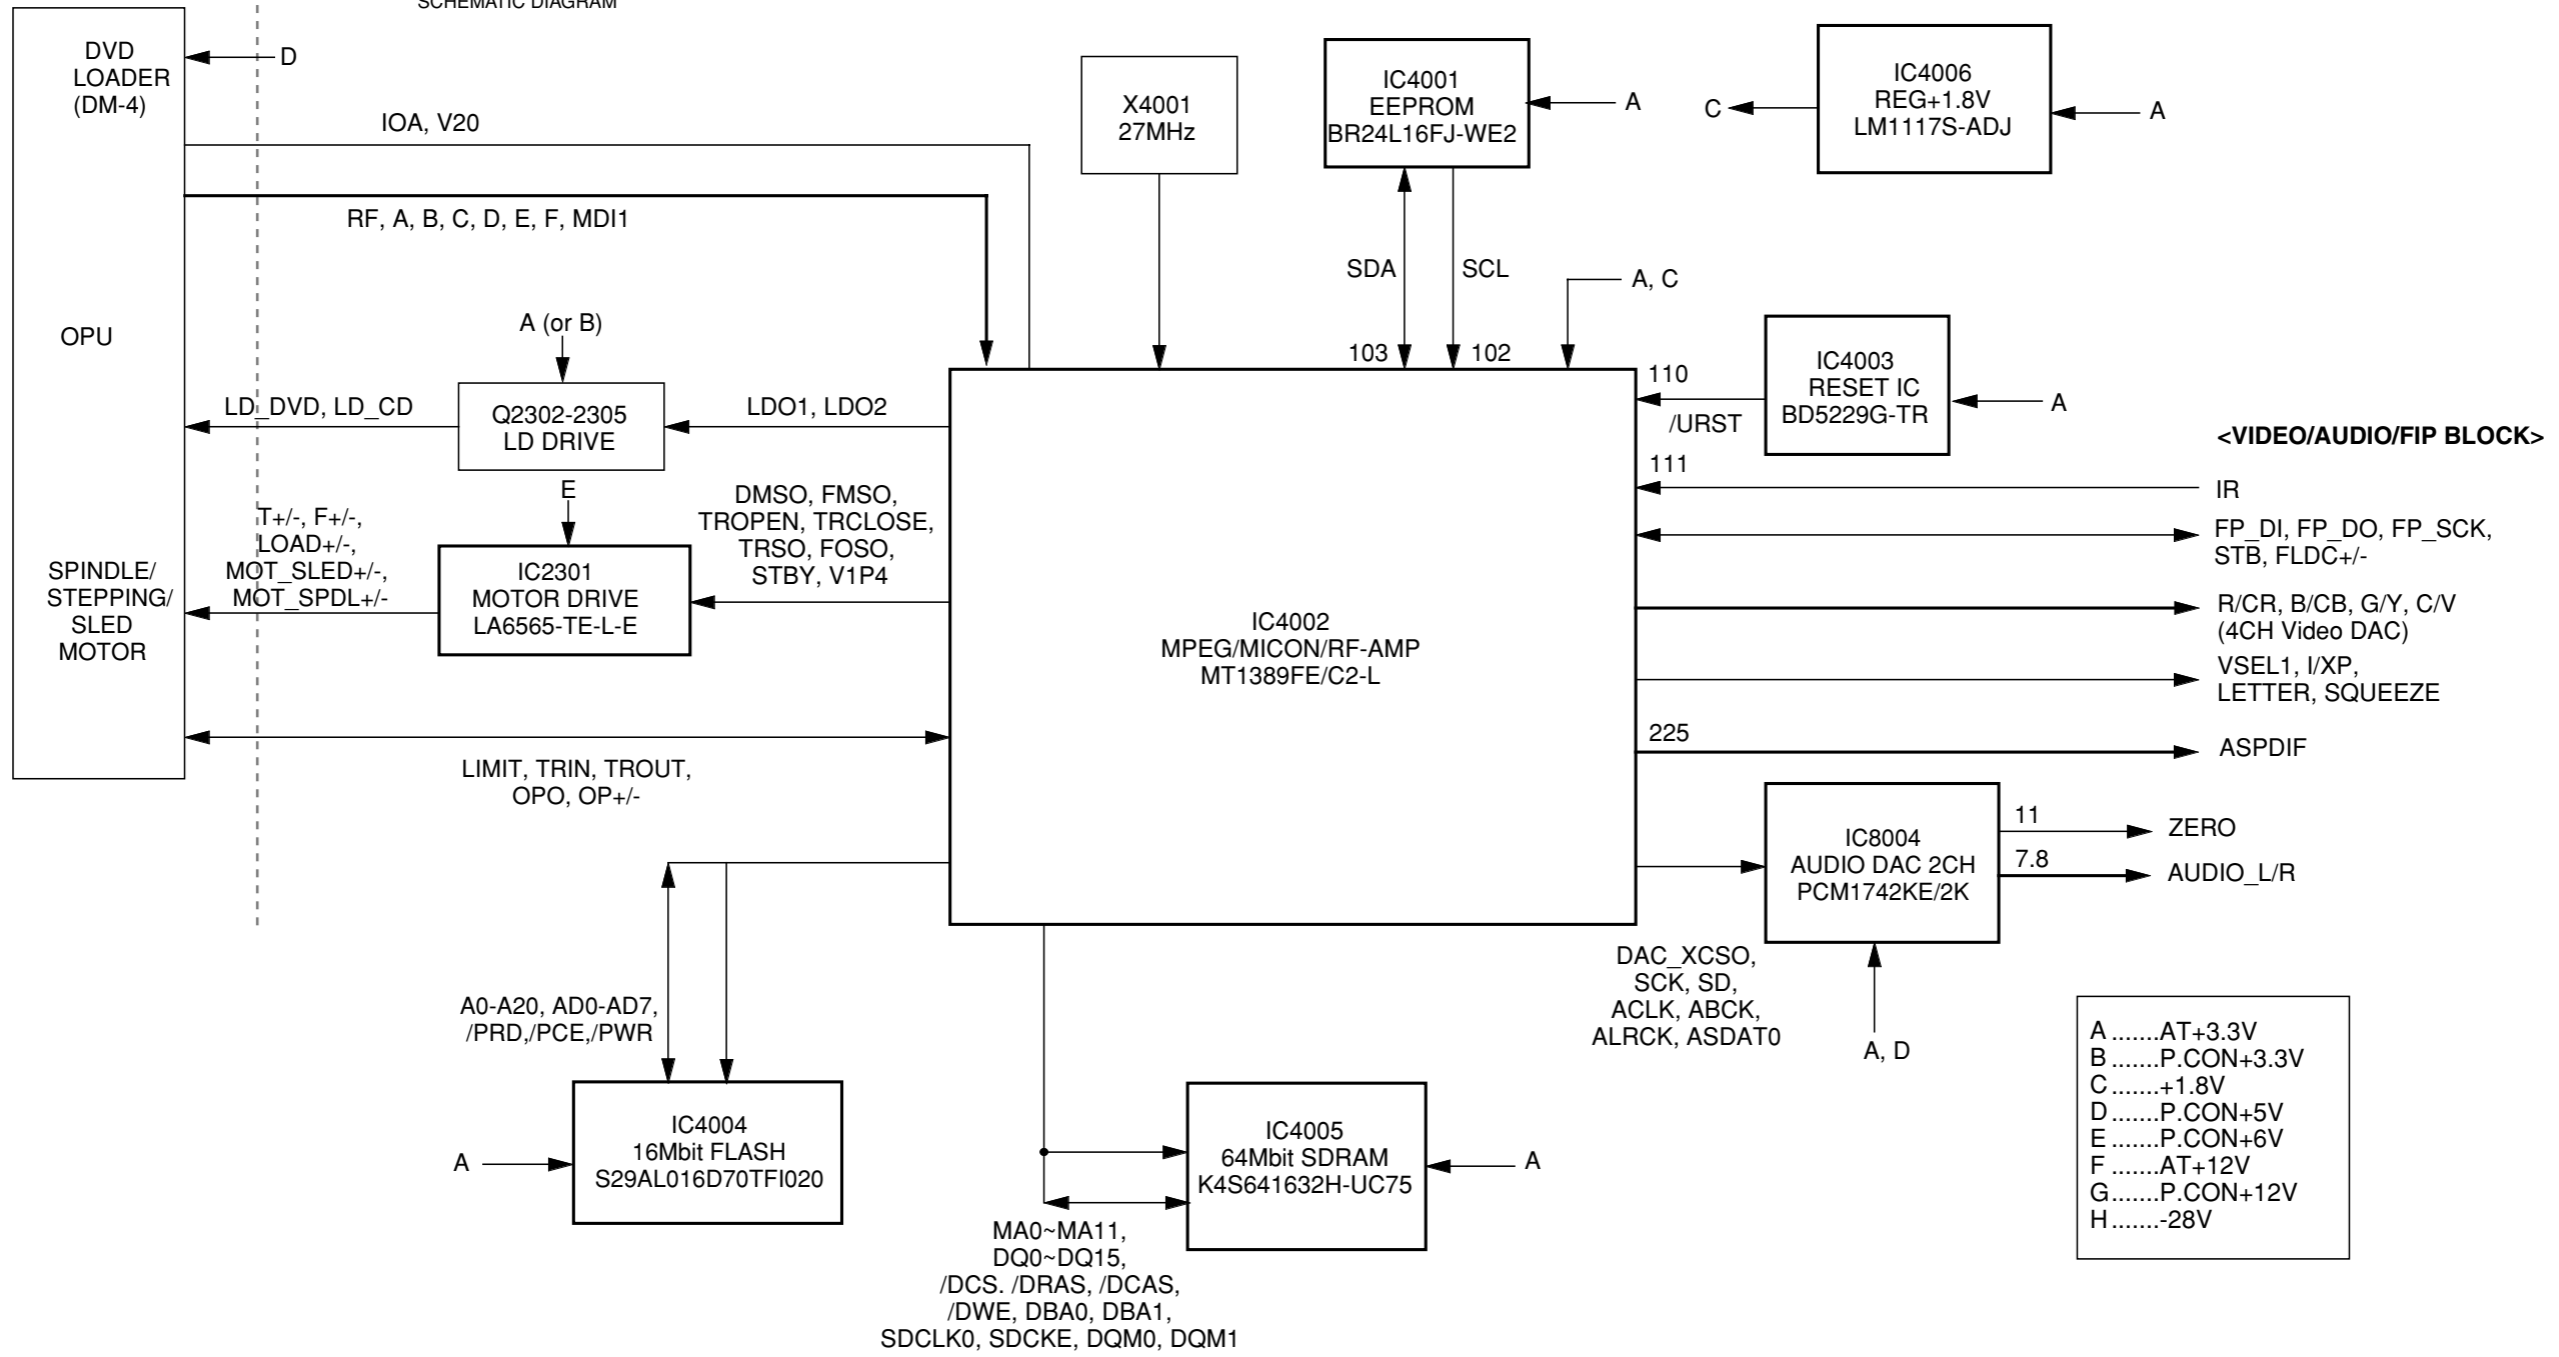 SCHEMATIC DIAGRAM
DVD
LOADER
(DM-4)
D
IOA, V20
RF, A, B, C, D, E, F, MDI1
OPU
A (or B)
LD_DVD, LD_CD
Q2302-2305
LD DRIVE
LDO1, LDO2
E
T+/-, F+/-,
LOAD+/-,
MOT_SLED+/-,
MOT_SPDL+/-
SPINDLE/
STEPPING/
SLED
MOTOR
IC2301
MOTOR DRIVE
LA6565-TE-L-E
DMSO, FMSO,
TROPEN, TRCLOSE,
TRSO, FOSO,
STBY, V1P4
LIMIT, TRIN, TROUT,
OPO, OP+/-
X4001
27MHz
IC4001
EEPROM
BR24L16FJ-WE2
A
C
IC4006
REG+1.8V
LM1117S-ADJ
A
SDA
SCL
A, C
103
102
110
/URST
IC4003
RESET IC
BD5229G-TR
A
<VIDEO/AUDIO/FIP BLOCK>
111
IR
FP_DI, FP_DO, FP_SCK,
STB, FLDC+/-
R/CR, B/CB, G/Y, C/V
(4CH Video DAC)
VSEL1, I/XP,
LETTER, SQUEEZE
225
ASPDIF
IC4002
MPEG/MICON/RF-AMP
MT1389FE/C2-L
IC8004
AUDIO DAC 2CH
PCM1742KE/2K
11
ZERO
7.8
AUDIO_L/R
DAC_XCSO,
SCK, SD,
ACLK, ABCK,
ALRCK, ASDAT0
A, D
A0-A20, AD0-AD7,
/PRD,/PCE,/PWR
A
IC4004
16Mbit FLASH
S29AL016D70TFI020
IC4005
64Mbit SDRAM
K4S641632H-UC75
A
MA0~MA11,
DQ0~DQ15,
/DCS. /DRAS, /DCAS,
/DWE, DBA0, DBA1,
SDCLK0, SDCKE, DQM0, DQM1
A .......AT+3.3V
B .......P.CON+3.3V
C .......+1.8V
D .......P.CON+5V
E .......P.CON+6V
F .......AT+12V
G.......P.CON+12V
H .......-28V